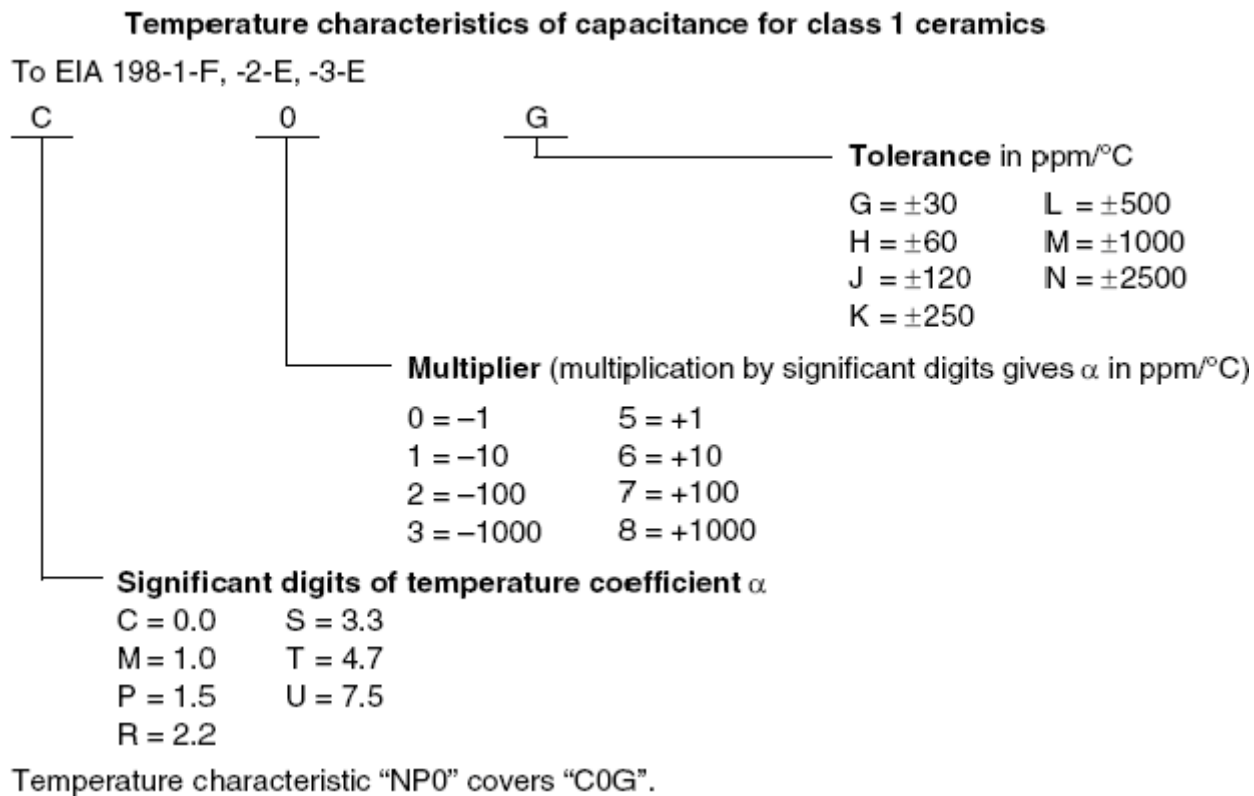 Temperature characteristics of capacitance for class 1 ceramics
To EIA 198-1-F, -2-E, -3-E
C 0 G
Tolerance in ppm/°C
G = ±30 L = ±500
H = ±60 M = ±1000
J = ±120 N = ±2500
K = ±250
Multiplier (multiplication by significant digits gives α in ppm/°C)
0 = –1 5 = +1
1 = –10 6 = +10
2 = –100 7 = +100
3 = –1000 8 = +1000
Significant digits of temperature coefficient α
C = 0.0 S = 3.3
M = 1.0 T = 4.7
P = 1.5 U = 7.5
R = 2.2
Temperature characteristic “NP0” covers “C0G”.